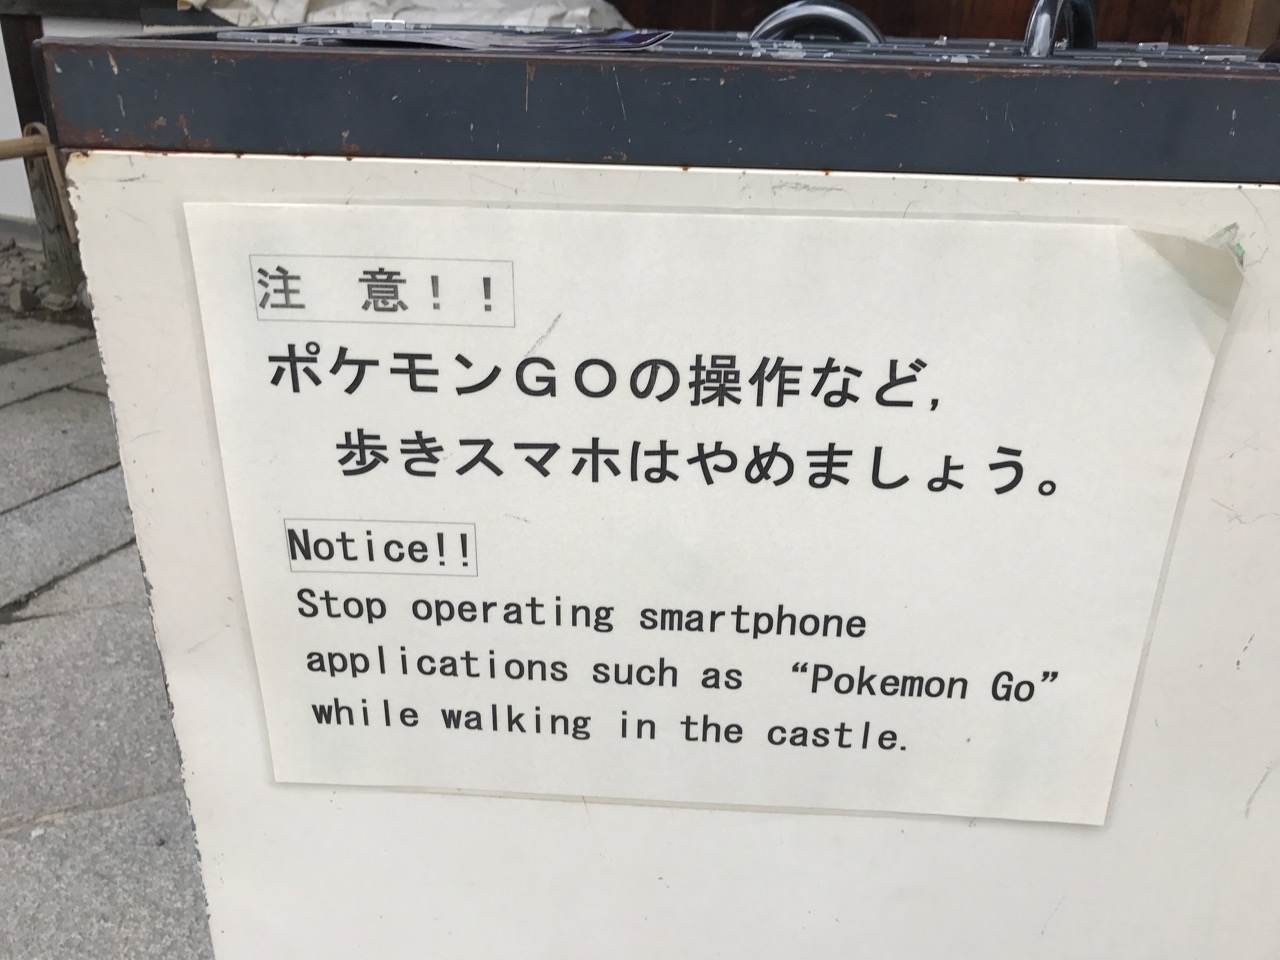 注　意！！
ポケモンＧＯの操作など，
歩きスマホはやめましょう。
Notice!!
Stop operating smartphone
applications such as “Pokemon Go”
while walking in the castle.